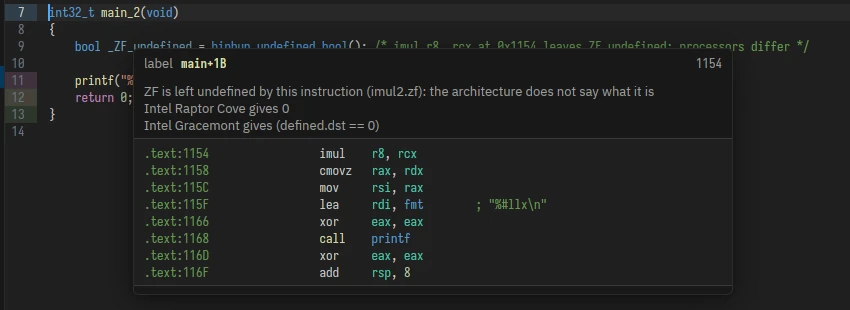 7 int32_t main_2(void)
8 {
9 bool _ZF_undefined = binhup_undefined_bool(); /* imul r8, rcx at 0x1154 leaves ZF undefined: processors differ */
10
label main+1B 1154
11 printf("%
ZF is left undefined by this instruction (imul2.zf): the architecture does not say what it is
12 return 0;
Intel Raptor Cove gives 0
13 }
Intel Gracemont gives (defined.dst == 0)
14
.text:1154 imul r8, rcx
.text:1158 cmovz rax, rdx
.text:115C mov rsi, rax
.text:115F lea rdi, fmt ; "%#llx\n"
.text:1166 xor eax, eax
.text:1168 call printf
.text:116D xor eax, eax
.text:116F add rsp, 8